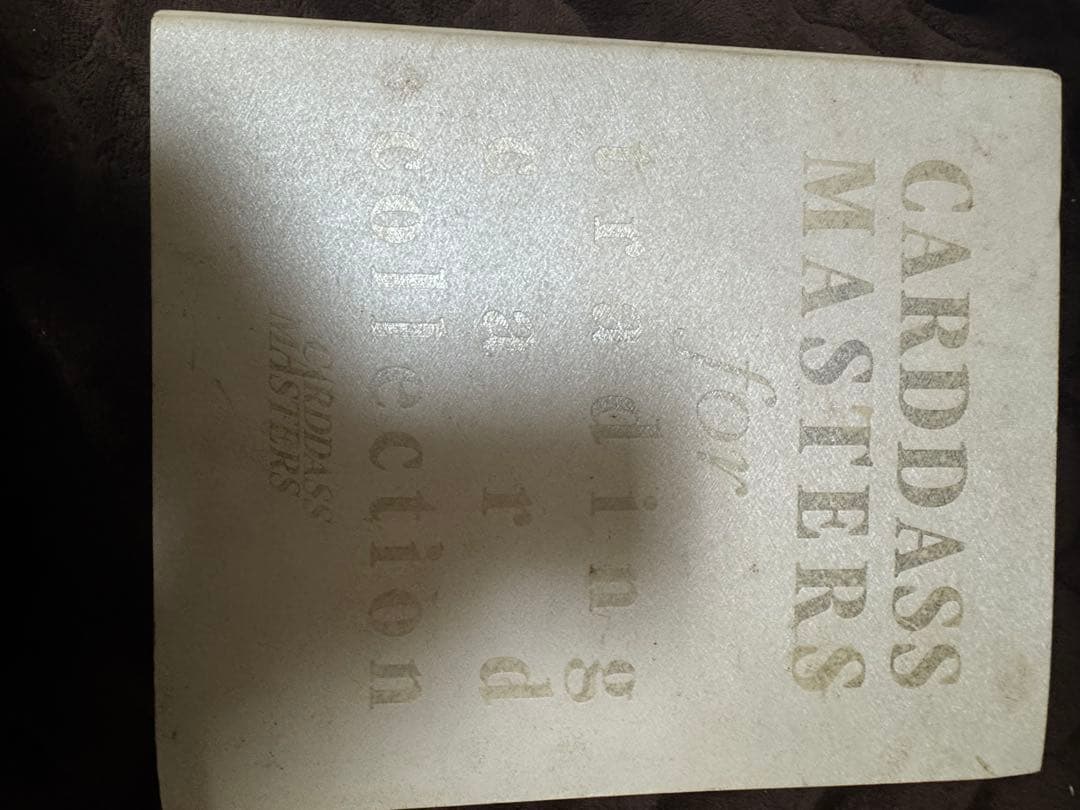 CARDDASS
MASTERS
for
trading
card
collection
CARDDASS
MASTERS